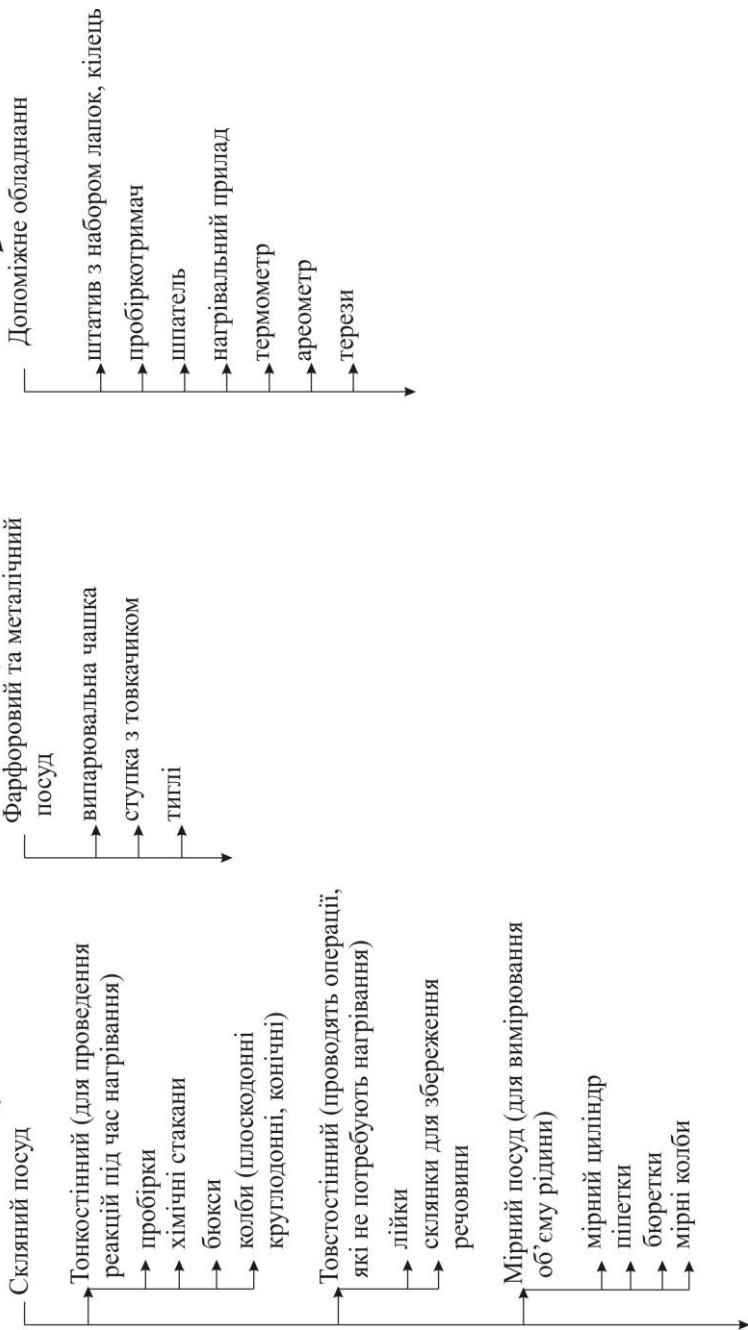 Скляний посуд
Тонкостінний (для проведення
реакцій під час нагрівання)
пробірки
хімічні стакани
бюкси
колби (плоскодонні
круглодонні, конічні)
Товстостінний (проводять операції,
які не потребують нагрівання)
лійки
склянки для збереження
речовини
Мірний посуд (для вимірювання
об’єму рідини)
мірний циліндр
піпетки
бюретки
мірні колби
Фарфоровий та металічний
посуд
випарювальна чашка
ступка з товкачиком
тиглі
Допоміжне обладнанн
штатив з набором лапок, кілець
пробіркотримач
шпатель
нагрівальний прилад
термометр
ареометр
терези